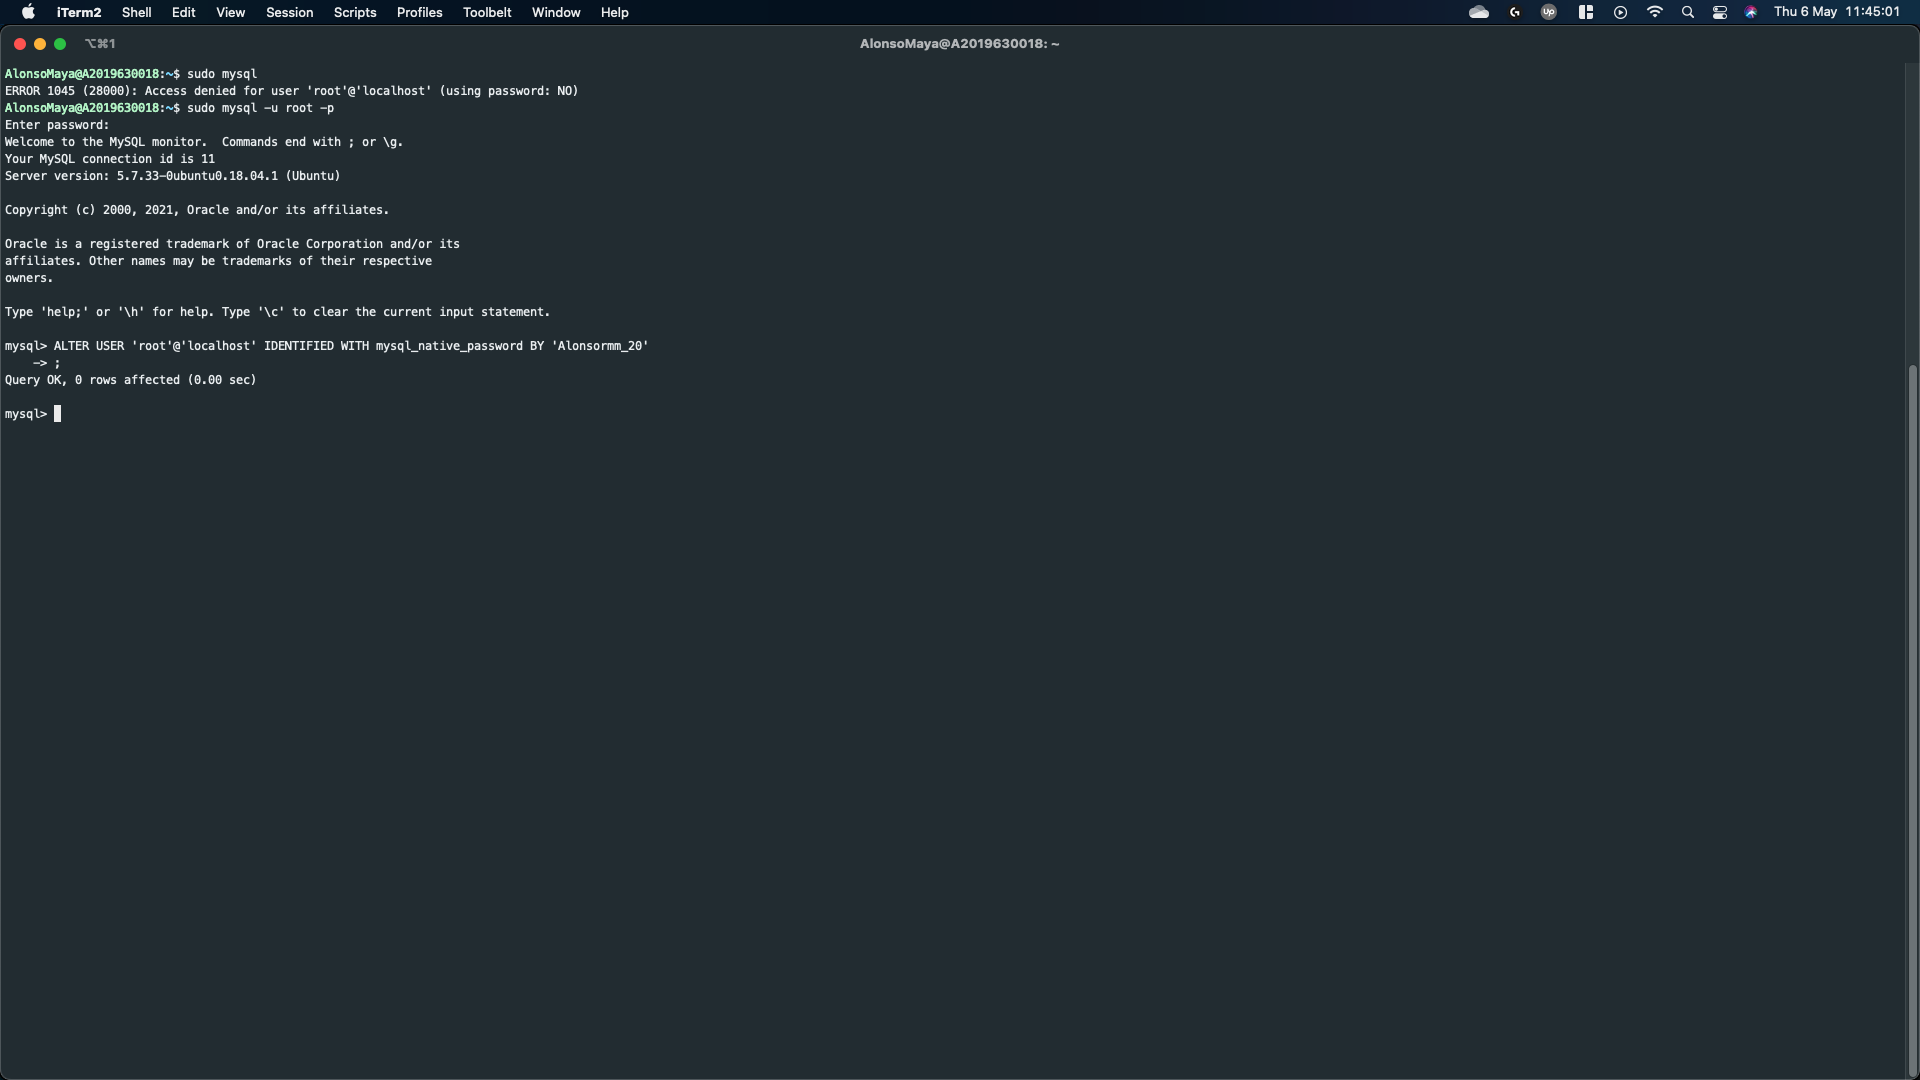 iTerm2 Shell Edit View Session Scripts Profiles Toolbelt Window Help Thu 6 May 11:45:01
⌥⌘1 AlonsoMaya@A2019630018: ~
AlonsoMaya@A2019630018:~$ sudo mysql
ERROR 1045 (28000): Access denied for user 'root'@'localhost' (using password: NO)
AlonsoMaya@A2019630018:~$ sudo mysql -u root -p
Enter password:
Welcome to the MySQL monitor.  Commands end with ; or \g.
Your MySQL connection id is 11
Server version: 5.7.33-0ubuntu0.18.04.1 (Ubuntu)
Copyright (c) 2000, 2021, Oracle and/or its affiliates.
Oracle is a registered trademark of Oracle Corporation and/or its
affiliates. Other names may be trademarks of their respective
owners.
Type 'help;' or '\h' for help. Type '\c' to clear the current input statement.
mysql> ALTER USER 'root'@'localhost' IDENTIFIED WITH mysql_native_password BY 'Alonsormm_20'
    -> ;
Query OK, 0 rows affected (0.00 sec)
mysql>